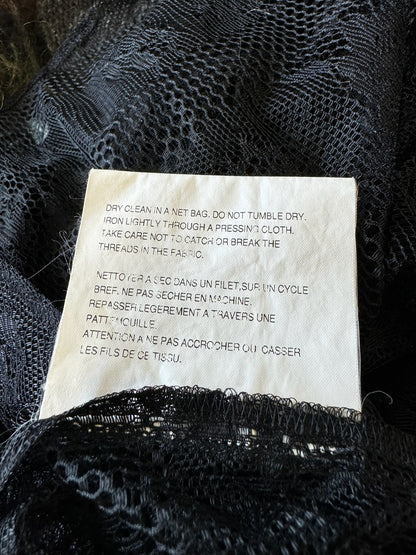 DRY CLEAN IN A NET BAG. DO NOT TUMBLE DRY.
IRON LIGHTLY THROUGH A PRESSING CLOTH.
TAKE CARE NOT TO CATCH OR BREAK THE
THREADS IN THE FABRIC.
NETTOYER A SEC DANS UN FILET, SUR UN CYCLE
BREF. NE PAS SECHER EN MACHINE.
REPASSER LEGEREMENT A TRAVERS UNE
PATTEMOUILLE.
ATTENTION A NE PAS ACCROCHER OU CASSER
LES FILS DE CE TISSU.